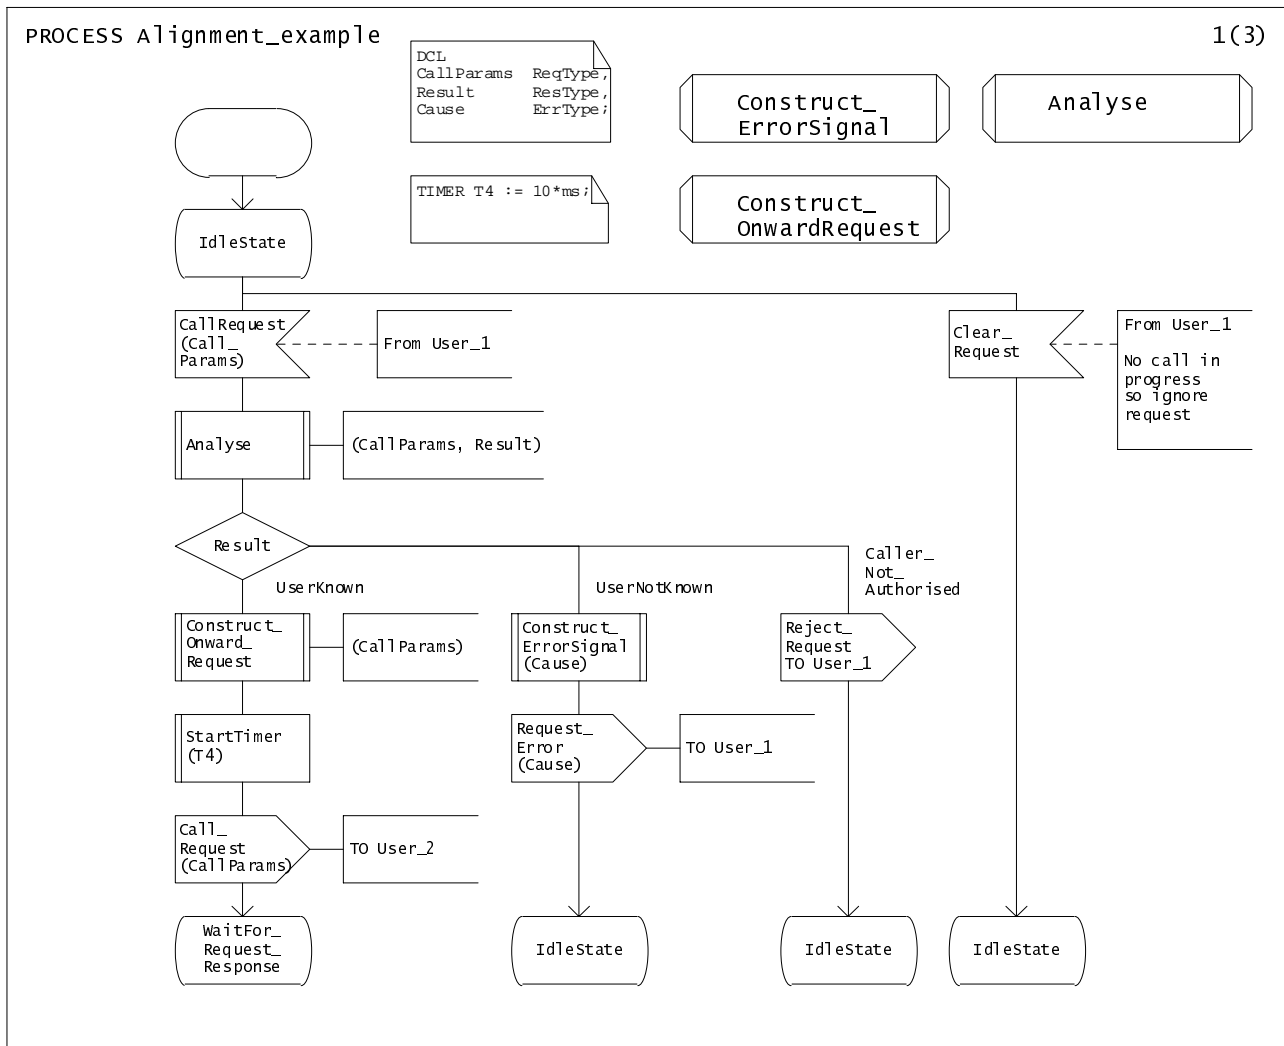 PROCESS Alignment_example
1(3)
DCL
CallParams ReqType,
Result ResType,
Cause ErrType;
Construct_
ErrorSignal
Analyse
TIMER T4 := 10*ms;
Construct_
OnwardRequest
IdleState
CallRequest
(Call_
Params)
From User_1
Clear_
Request
From User_1
No call in
progress
so ignore
request
Analyse
(CallParams, Result)
Result
UserKnown
UserNotKnown
Caller_
Not_
Authorised
Construct_
Onward_
Request
(CallParams)
Construct_
ErrorSignal
(Cause)
Reject_
Request
TO User_1
StartTimer
(T4)
Request_
Error
(Cause)
TO User_1
Call_
Request
(CallParams)
TO User_2
WaitFor_
Request_
Response
IdleState
IdleState
IdleState